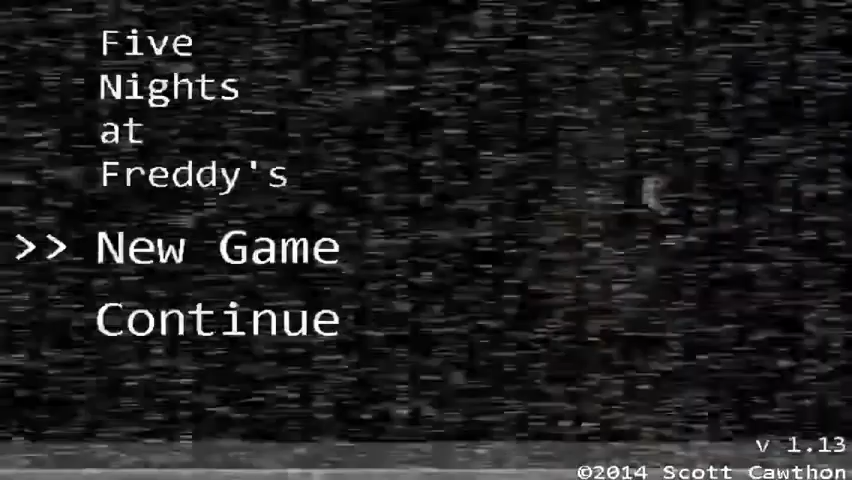 Five
Nights
at
Freddy's
>> New Game
Continue
v 1.13
©2014 Scott Cawthon